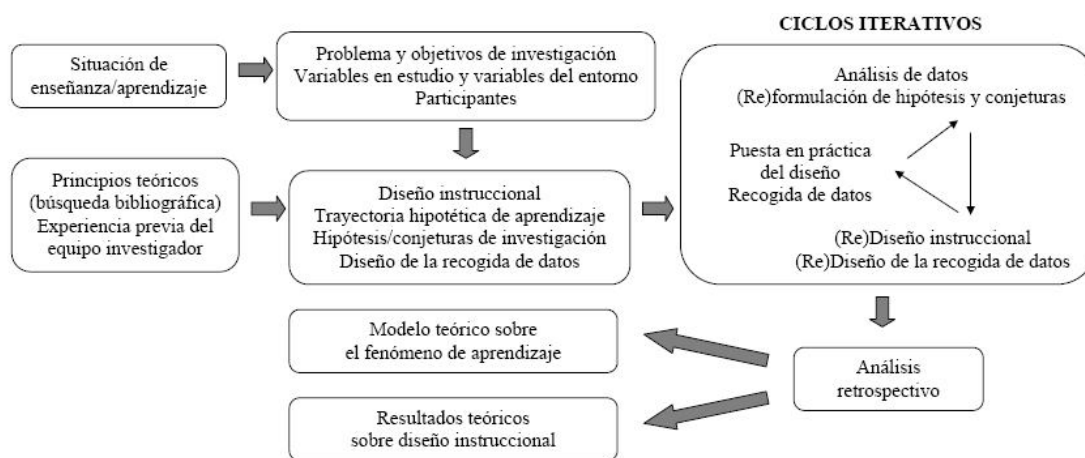 CICLOS ITERATIVOS
Situación de
enseñanza/aprendizaje
Problema y objetivos de investigación
Variables en estudio y variables del entorno
Participantes
Principios teóricos
(búsqueda bibliográfica)
Experiencia previa del
equipo investigador
Diseño instruccional
Trayectoria hipotética de aprendizaje
Hipótesis/conjeturas de investigación
Diseño de la recogida de datos
Análisis de datos
(Re)formulación de hipótesis y conjeturas
Puesta en práctica
del diseño
Recogida de datos
(Re)Diseño instruccional
(Re)Diseño de la recogida de datos
Modelo teórico sobre
el fenómeno de aprendizaje
Análisis
retrospectivo
Resultados teóricos
sobre diseño instruccional